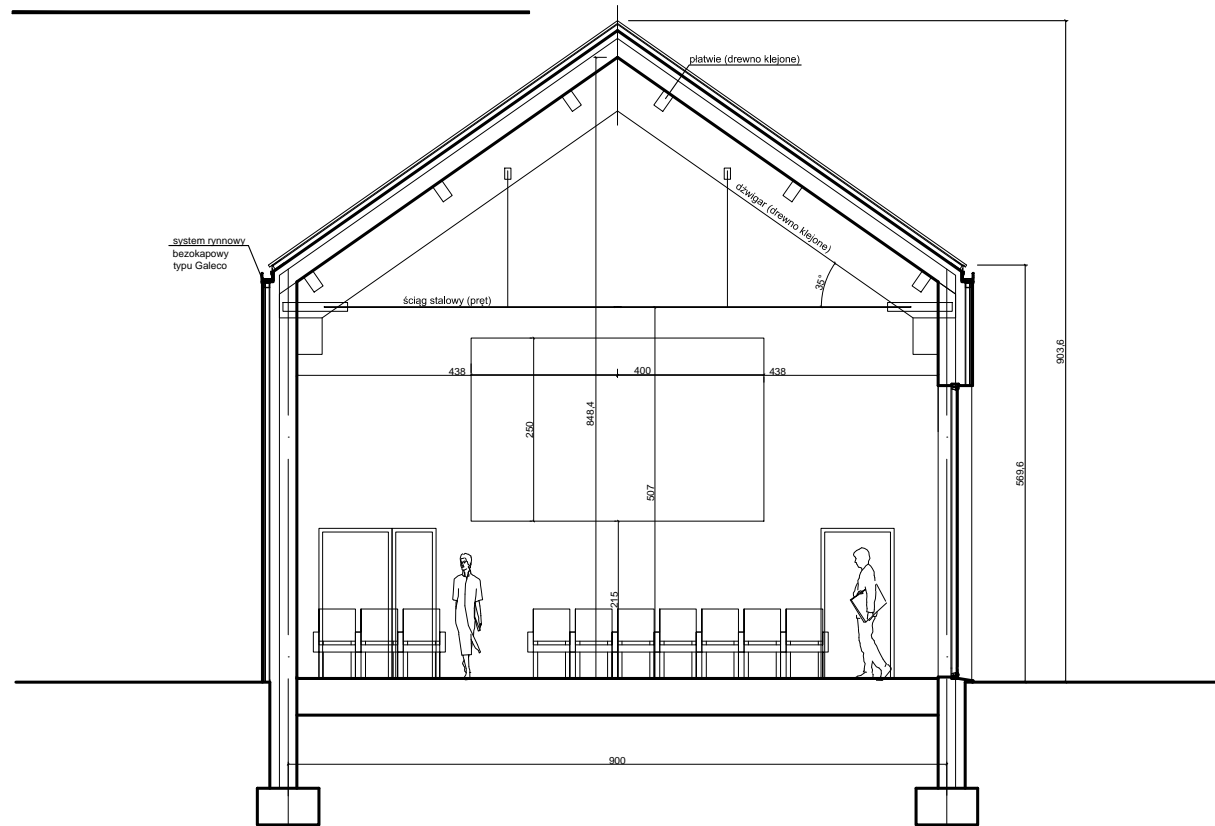 płatwie (drewno klejone)
dźwigar (drewno klejone)
system rynnowy
bezokapowy
typu Galeco
35°
ściąg stalowy (pręt)
903,6
438
400
438
848,4
250
569,6
507
215
900